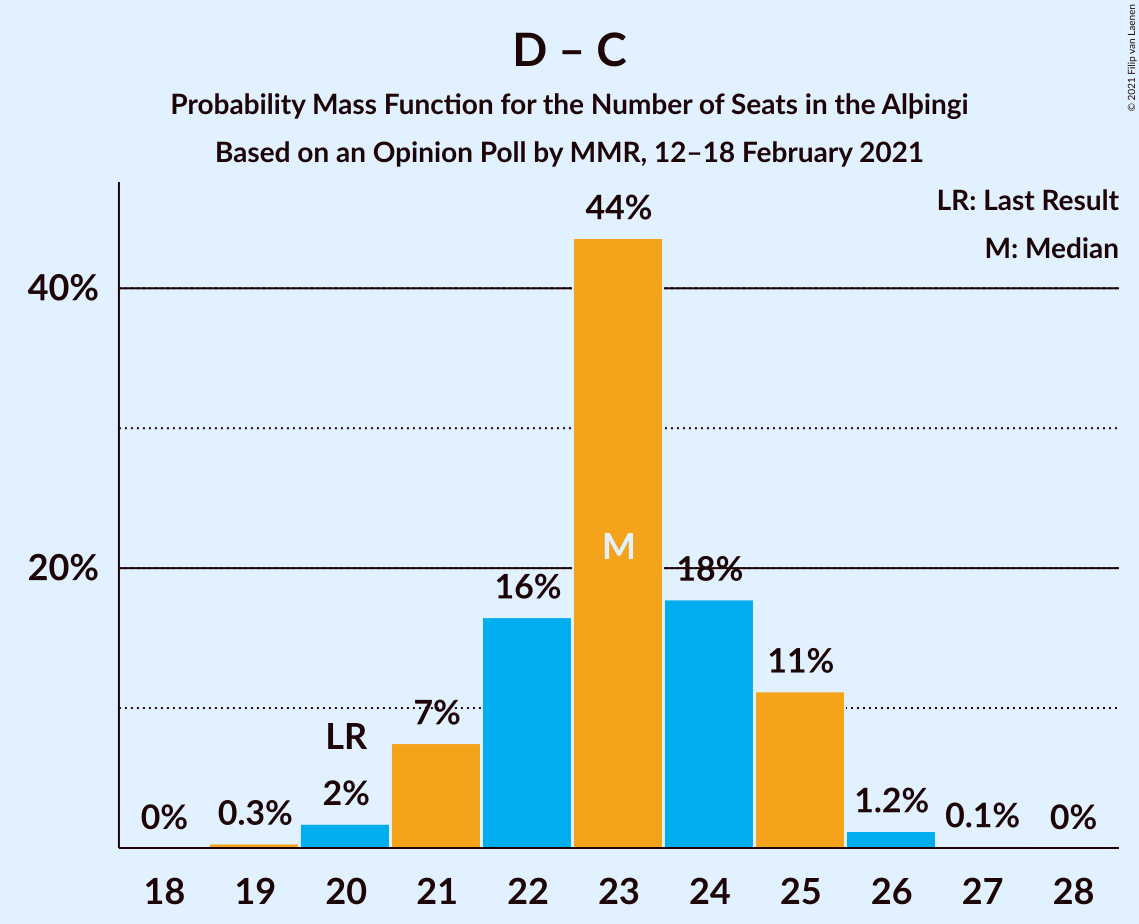 D – C
Probability Mass Function for the Number of Seats in the Alþingi
Based on an Opinion Poll by MMR, 12–18 February 2021
© 2021 Filip van Laenen
LR: Last Result
M: Median
44%
40%
M
20%
18%
16%
11%
7%
LR
2%
1.2%
0.3%
0.1%
0%
0%
18 19 20 21 22 23 24 25 26 27 28